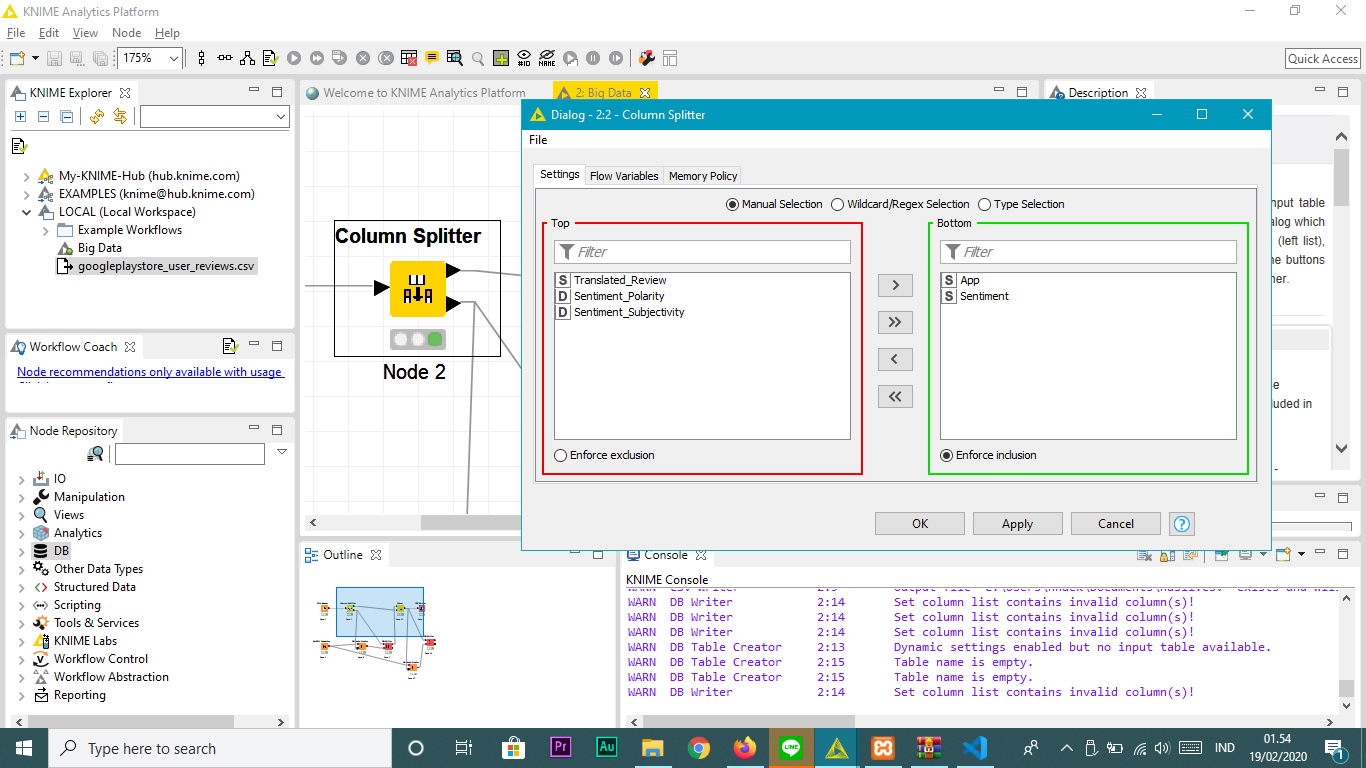 KNIME Analytics Platform
File Edit View Node Help
175%
Quick Access
KNIME Explorer
My-KNIME-Hub (hub.knime.com)
EXAMPLES (knime@hub.knime.com)
LOCAL (Local Workspace)
Example Workflows
Big Data
googleplaystore_user_reviews.csv
Workflow Coach
Node recommendations only available with usage
Node Repository
IO
Manipulation
Views
Analytics
DB
Other Data Types
Structured Data
Scripting
Tools & Services
KNIME Labs
Workflow Control
Workflow Abstraction
Reporting
Welcome to KNIME Analytics Platform
2: Big Data
Column Splitter
Node 2
Description
nput table
alog which
(left list),
e buttons
ner.
e
luded in
Dialog - 2:2 - Column Splitter
File
Settings Flow Variables Memory Policy
Manual Selection Wildcard/Regex Selection Type Selection
Top
Filter
S Translated_Review
D Sentiment_Polarity
D Sentiment_Subjectivity
Enforce exclusion
>
>>
<
<<
Bottom
Filter
S App
S Sentiment
Enforce inclusion
OK Apply Cancel ?
Outline
Console
KNIME Console
WARN DB Writer 2:14 Set column list contains invalid column(s)!
WARN DB Writer 2:14 Set column list contains invalid column(s)!
WARN DB Writer 2:14 Set column list contains invalid column(s)!
WARN DB Table Creator 2:13 Dynamic settings enabled but no input table available.
WARN DB Table Creator 2:15 Table name is empty.
WARN DB Table Creator 2:15 Table name is empty.
WARN DB Writer 2:14 Set column list contains invalid column(s)!
Type here to search
Pr
Au
LINE
IND
01.54
19/02/2020
1